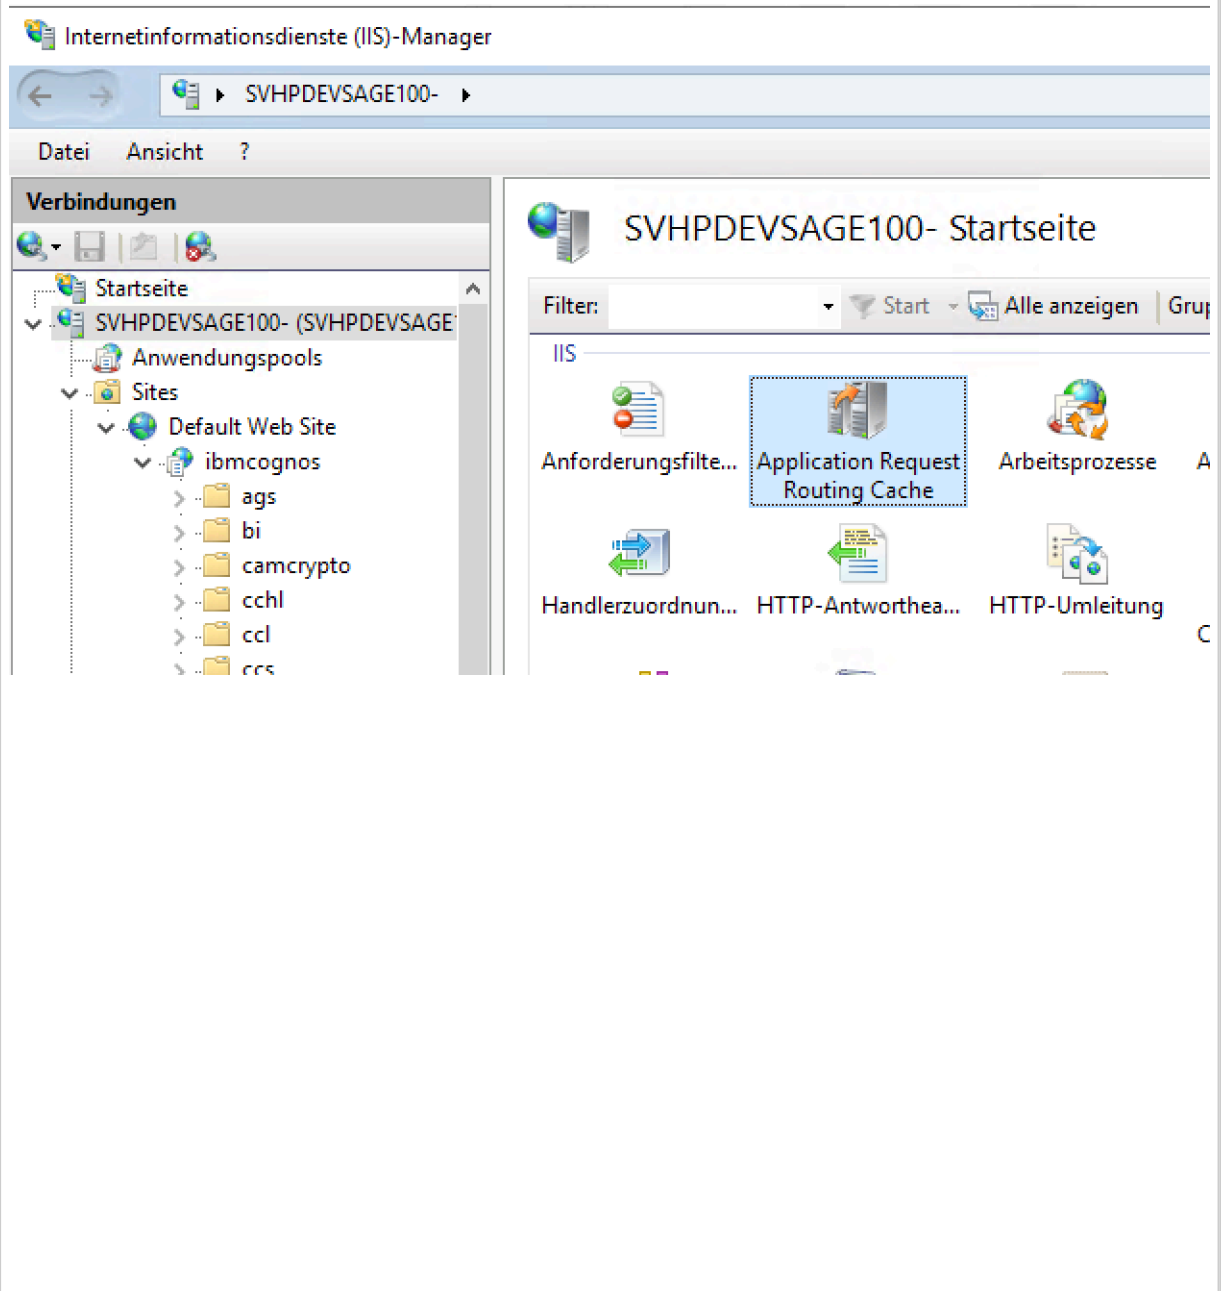 Internetinformationsdienste (IIS)-Manager
SVHPDEVSAGE100-
Datei Ansicht ?
Verbindungen
SVHPDEVSAGE100- Startseite
Startseite
SVHPDEVSAGE100- (SVHPDEVSAGE
Anwendungspools
Sites
Default Web Site
ibmcognos
ags
bi
camcrypto
cchl
ccl
ccs
Filter: Start Alle anzeigen Grup
IIS
Anforderungsfilte... Application Request Routing Cache Arbeitsprozesse A
Handlerzuordnun... HTTP-Antworthea... HTTP-Umleitung
C